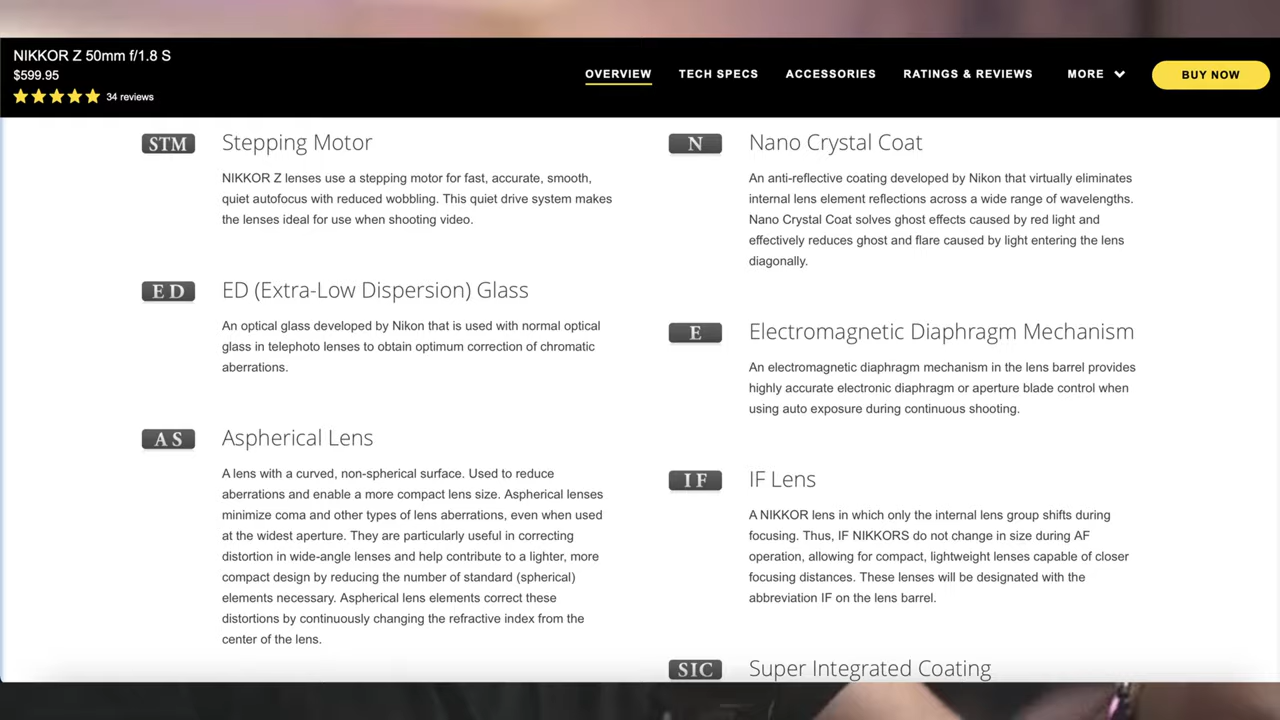 NIKKOR Z 50mm f/1.8 S
$599.95
34 reviews
OVERVIEW
TECH SPECS
ACCESSORIES
RATINGS & REVIEWS
MORE
BUY NOW
STM
Stepping Motor
NIKKOR Z lenses use a stepping motor for fast, accurate, smooth,
quiet autofocus with reduced wobbling. This quiet drive system makes
the lenses ideal for use when shooting video.
ED
ED (Extra-Low Dispersion) Glass
An optical glass developed by Nikon that is used with normal optical
glass in telephoto lenses to obtain optimum correction of chromatic
aberrations.
AS
Aspherical Lens
A lens with a curved, non-spherical surface. Used to reduce
aberrations and enable a more compact lens size. Aspherical lenses
minimize coma and other types of lens aberrations, even when used
at the widest aperture. They are particularly useful in correcting
distortion in wide-angle lenses and help contribute to a lighter, more
compact design by reducing the number of standard (spherical)
elements necessary. Aspherical lens elements correct these
distortions by continuously changing the refractive index from the
center of the lens.
N
Nano Crystal Coat
An anti-reflective coating developed by Nikon that virtually eliminates
internal lens element reflections across a wide range of wavelengths.
Nano Crystal Coat solves ghost effects caused by red light and
effectively reduces ghost and flare caused by light entering the lens
diagonally.
E
Electromagnetic Diaphragm Mechanism
An electromagnetic diaphragm mechanism in the lens barrel provides
highly accurate electronic diaphragm or aperture blade control when
using auto exposure during continuous shooting.
IF
IF Lens
A NIKKOR lens in which only the internal lens group shifts during
focusing. Thus, IF NIKKORS do not change in size during AF
operation, allowing for compact, lightweight lenses capable of closer
focusing distances. These lenses will be designated with the
abbreviation IF on the lens barrel.
SIC
Super Integrated Coating